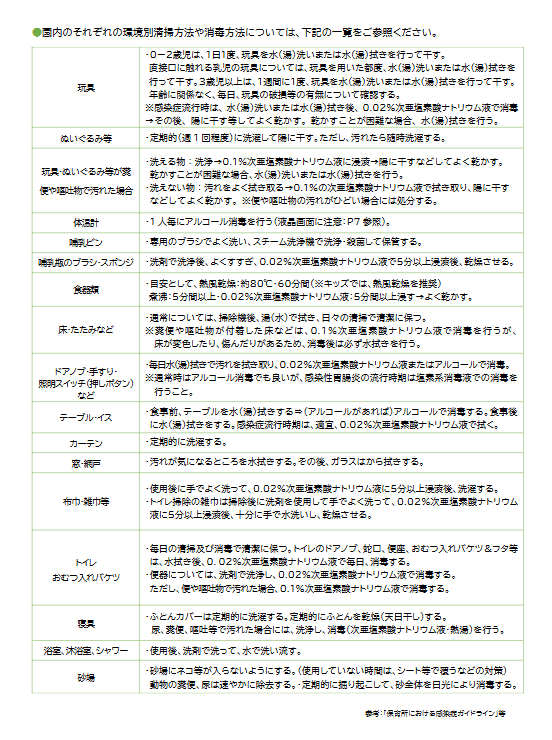 ●園内のそれぞれの環境別清掃方法や消毒方法については、下記の一覧をご参照ください。
玩具
・0－2歳児は、1日1度、玩具を水(湯)洗いまたは水(湯)拭きを行って干す。
直接口に触れる乳児の玩具については、玩具を用いた都度、水(湯)洗いまたは水(湯)拭きを
行って干す。3歳児以上は、1週間に1度、玩具を水(湯)洗いまたは水(湯)拭きを行って干す。
年齢に関係なく、毎日、玩具の破損等の有無について確認する。
※感染症流行時は、水(湯)洗いまたは水(湯)拭き後、0.02%次亜塩素酸ナトリウム液で消毒
→その後、陽に干す等してよく乾かす。乾かすことが困難な場合、水(湯)拭きを行う。
ぬいぐるみ等
・定期的(週1回程度)に洗濯して陽に干す。ただし、汚れたら随時洗濯する。
玩具・ぬいぐるみ等が糞
便や嘔吐物で汚れた場合
・洗える物：洗浄→0.1%次亜塩素酸ナトリウム液に浸漬→陽に干すなどしてよく乾かす。
乾かすことが困難な場合、水(湯)洗いまたは水(湯)拭きを行う。
・洗えない物：汚れをよく拭き取る→0.1%の次亜塩素酸ナトリウム液で拭き取り、陽に干す
などしてよく乾かす。※便や嘔吐物の汚れがひどい場合には処分する。
体温計
・1人毎にアルコール消毒を行う(液晶画面に注意：P7参照)。
哺乳ビン
・専用のブラシでよく洗い、スチーム洗浄機で洗浄・殺菌して保管する。
哺乳瓶のブラシ・スポンジ
・洗剤で洗浄後、よくすすぎ、0.02%次亜塩素酸ナトリウム液で5分以上浸漬後、乾燥させる。
食器類
・目安として、熱風乾燥：約80℃・60分間(※キッズでは、熱風乾燥を推奨)
煮沸：5分間以上・0.02%次亜塩素酸ナトリウム液：5分間以上浸す→よく乾かす。
床・たたみなど
・通常については、掃除機後、湯(水)で拭き、日々の清掃で清潔に保つ。
※糞便や嘔吐物が付着した床などは、0.1%次亜塩素酸ナトリウム液で消毒を行うが、
床が変色したり、傷んだりがあるため、消毒後は必ず水拭きを行う。
ドアノブ・手すり・
照明スイッチ(押しボタン)
など
・毎日水(湯)拭きで汚れを拭き取り、0.02%次亜塩素酸ナトリウム液またはアルコールで消毒。
※通常時はアルコール消毒でも良いが、感染性胃腸炎の流行時期は塩素系消毒液での消毒を
行うこと。
テーブル・イス
・食事前、テーブルを水(湯)拭きする⇒(アルコールがあれば)アルコールで消毒する。食事後
に水(湯)拭きをする。感染症流行時期は、適宜、0.02%次亜塩素酸ナトリウム液で拭く。
カーテン
・定期的に洗濯する。
窓・網戸
・汚れが気になるところを水拭きする。その後、ガラスはから拭きする。
布巾・雑巾等
・使用後に手でよく洗って、0.02%次亜塩素酸ナトリウム液に5分以上浸漬後、洗濯する。
・トイレ掃除の雑巾は掃除後に洗剤を使用して手でよく洗って、0.02%次亜塩素酸ナトリウム
液に5分以上浸漬後、十分に手で水洗いし、乾燥させる。
トイレ
おむつ入れバケツ
・毎日の清掃及び消毒で清潔に保つ。トイレのドアノブ、蛇口、便座、おむつ入れバケツ＆フタ等
は、水拭き後、0.02%次亜塩素酸ナトリウム液で毎日、消毒する。
・便器については、洗剤で洗浄し、0.02%次亜塩素酸ナトリウム液で消毒する。
ただし、便や嘔吐物で汚れた場合、0.1%次亜塩素酸ナトリウム液で消毒する。
寝具
・ふとんカバーは定期的に洗濯する。定期的にふとんを乾燥(天日干し)する。
尿、糞便、嘔吐等で汚れた場合には、洗浄し、消毒(次亜塩素酸ナトリウム液・熱湯)を行う。
浴室、沐浴室、シャワー
・使用後、洗剤で洗って、水で洗い流す。
砂場
・砂場にネコ等が入らないようにする。(使用していない時間は、シート等で覆うなどの対策)
動物の糞便、尿は速やかに除去する。・定期的に掘り起こして、砂全体を日光により消毒する。
参考：「保育所における感染症ガイドライン」等